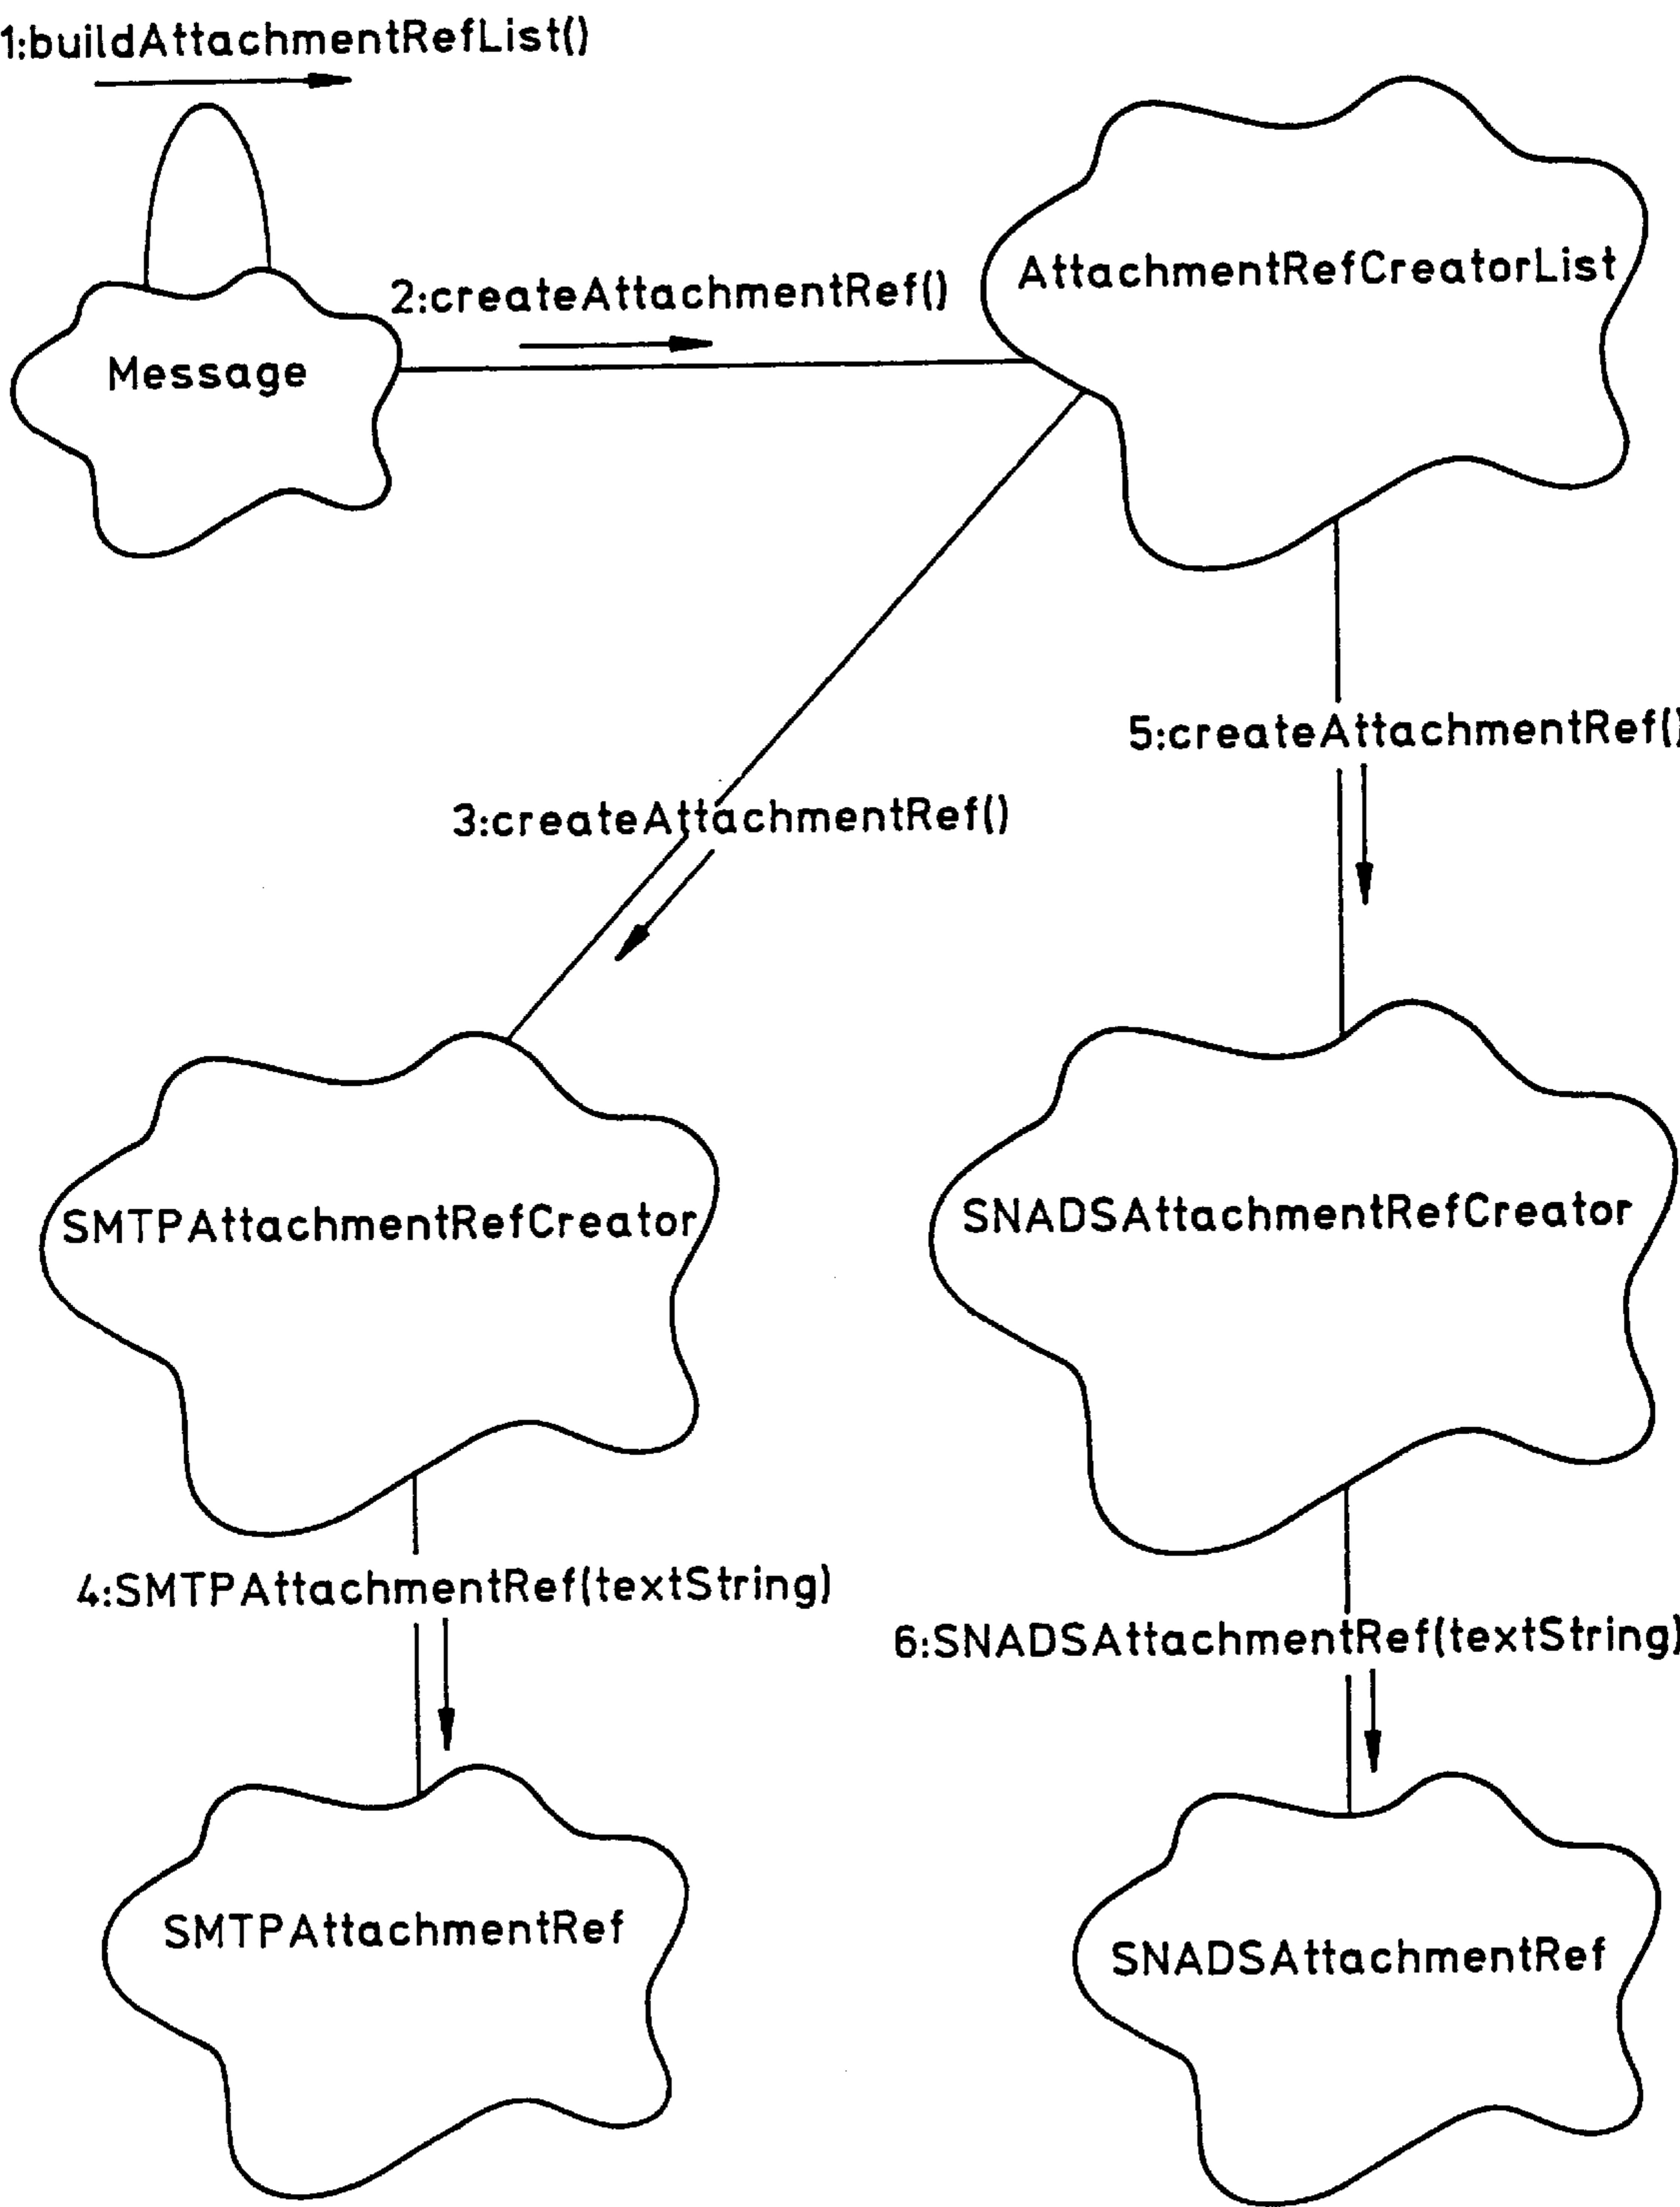 1:buildAttachmentRefList()
AttachmentRefCreatorList
2:createAttachmentRef()
Message
5:createAttachmentRef()
3:createAttachmentRef()
SMTPAttachmentRefCreator
SNADSAttachmentRefCreator
4:SMTPAttachmentRef(textString)
6:SNADSAttachmentRef(textString)
SMTPAttachmentRef
SNADSAttachmentRef